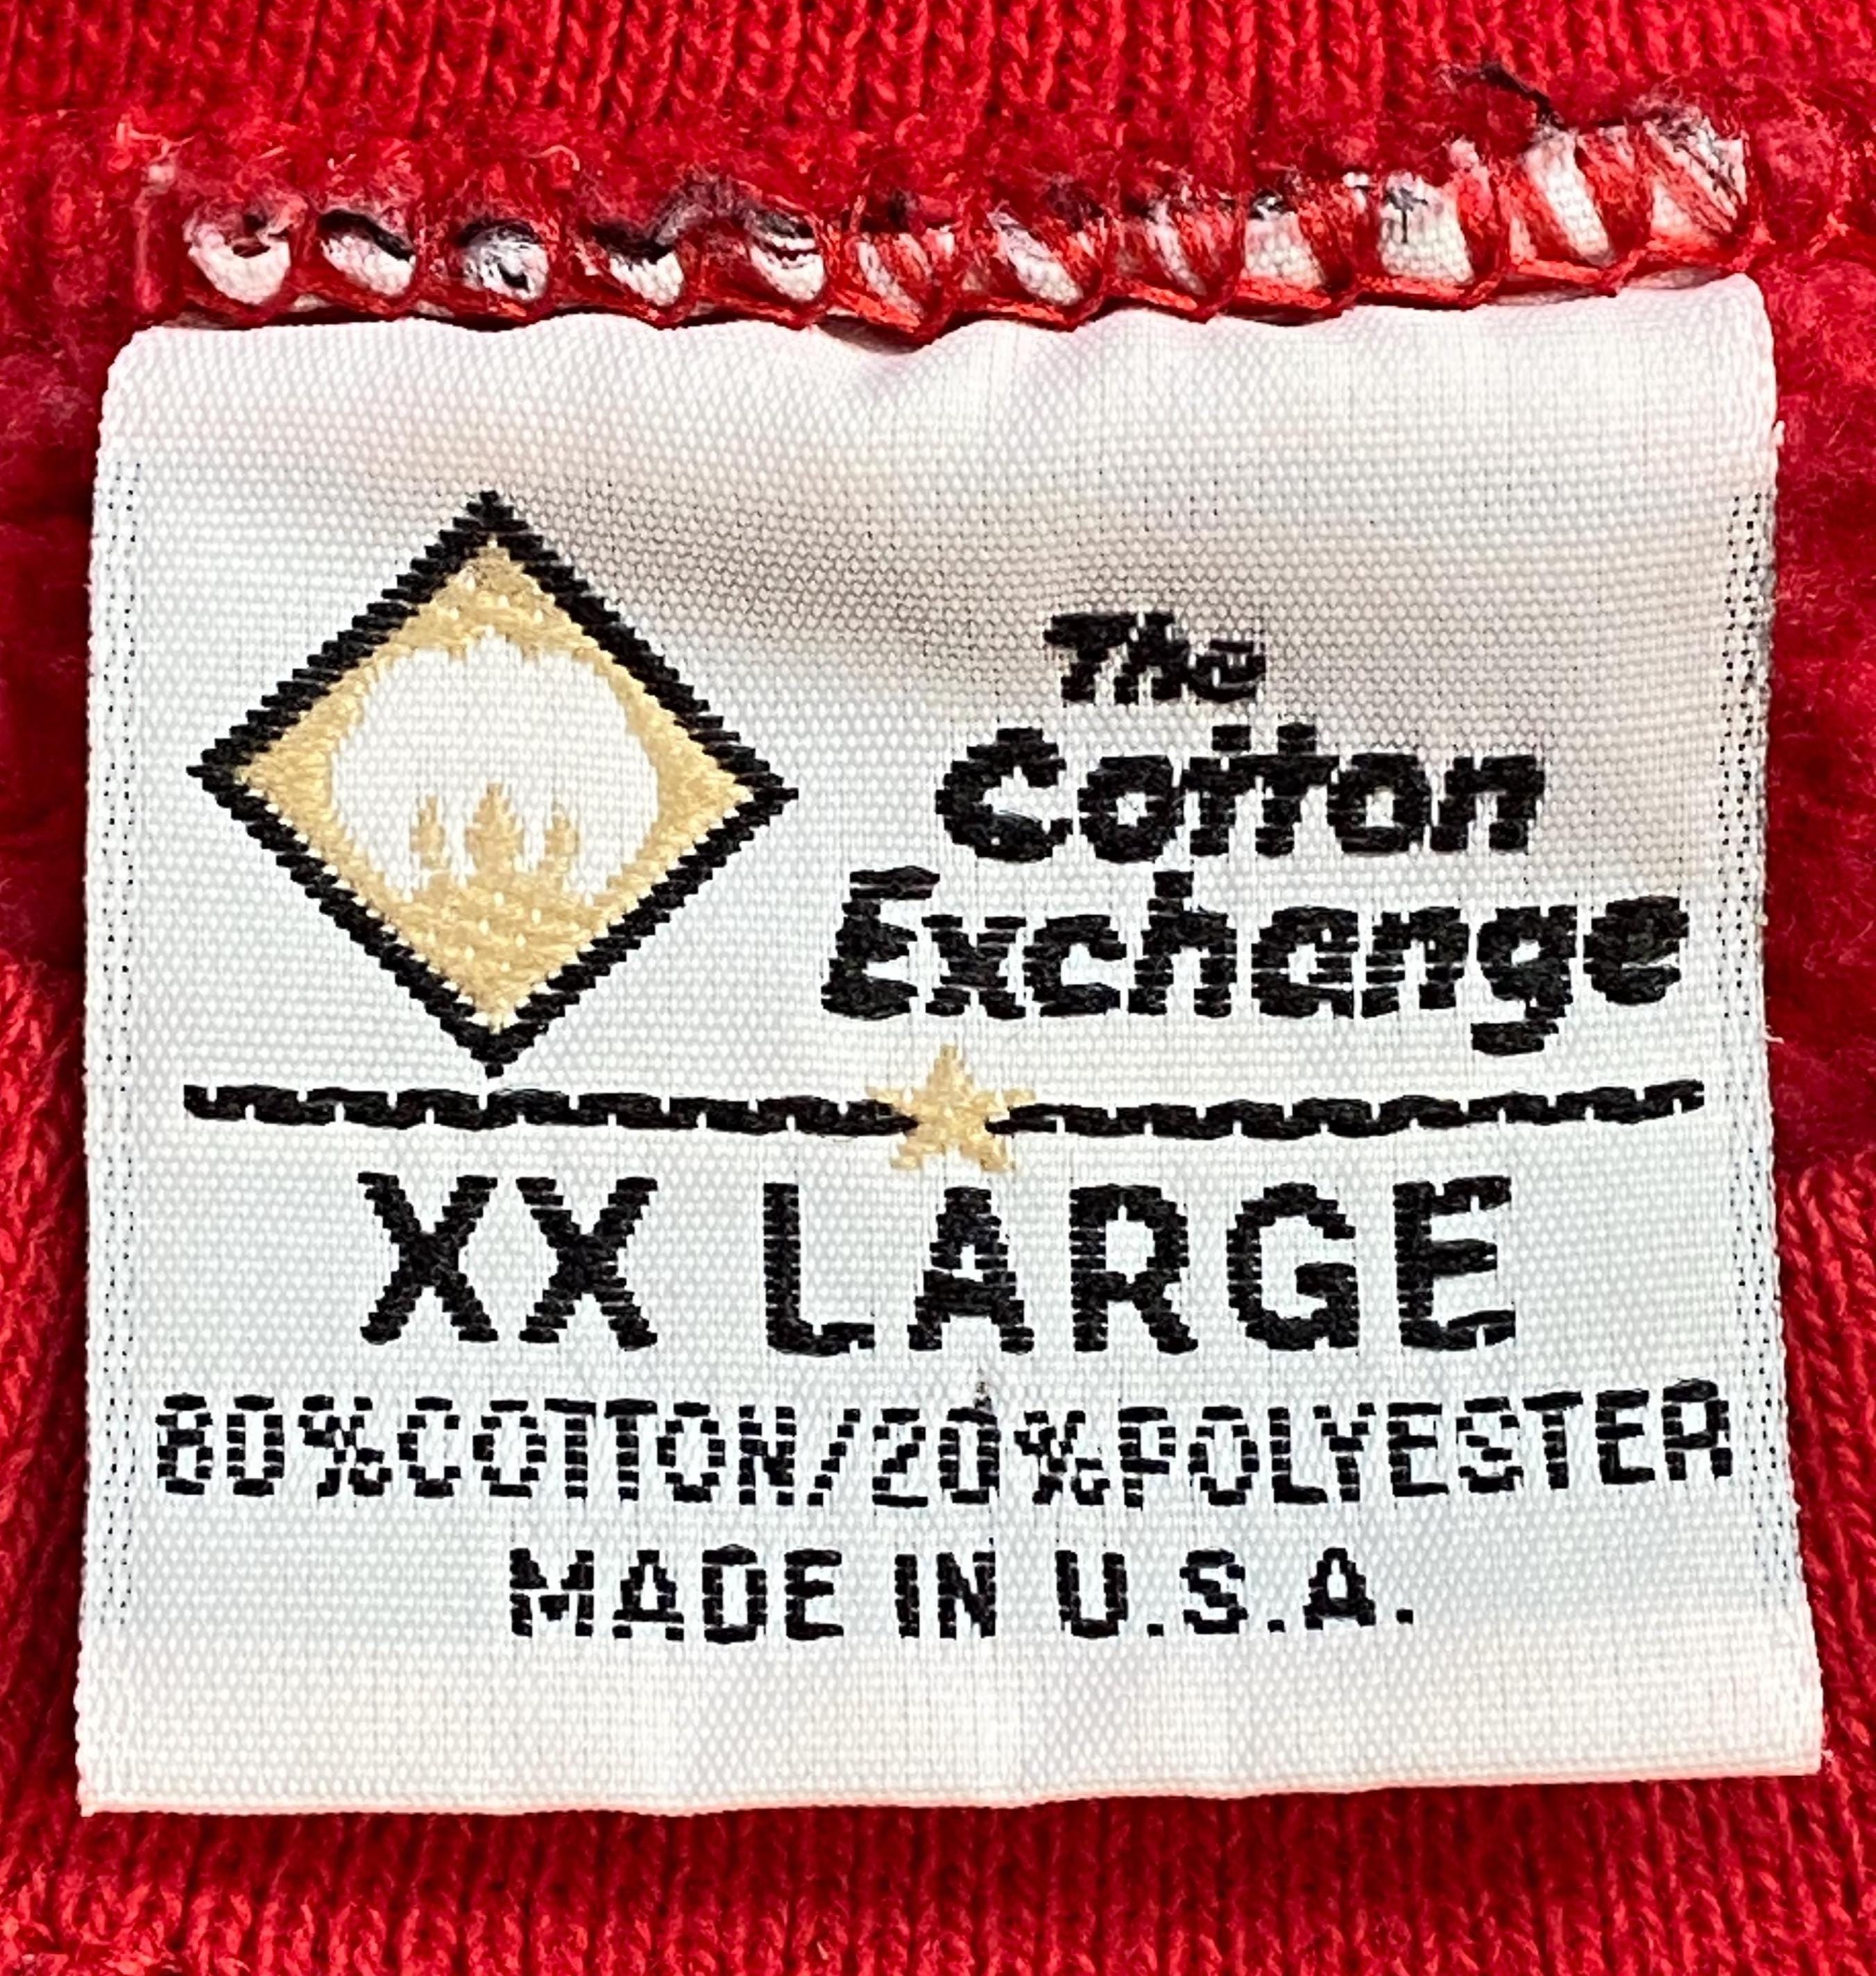 The
Cotton
Exchange
XX LARGE
80%COTTON/20%POLYESTER
MADE IN U.S.A.